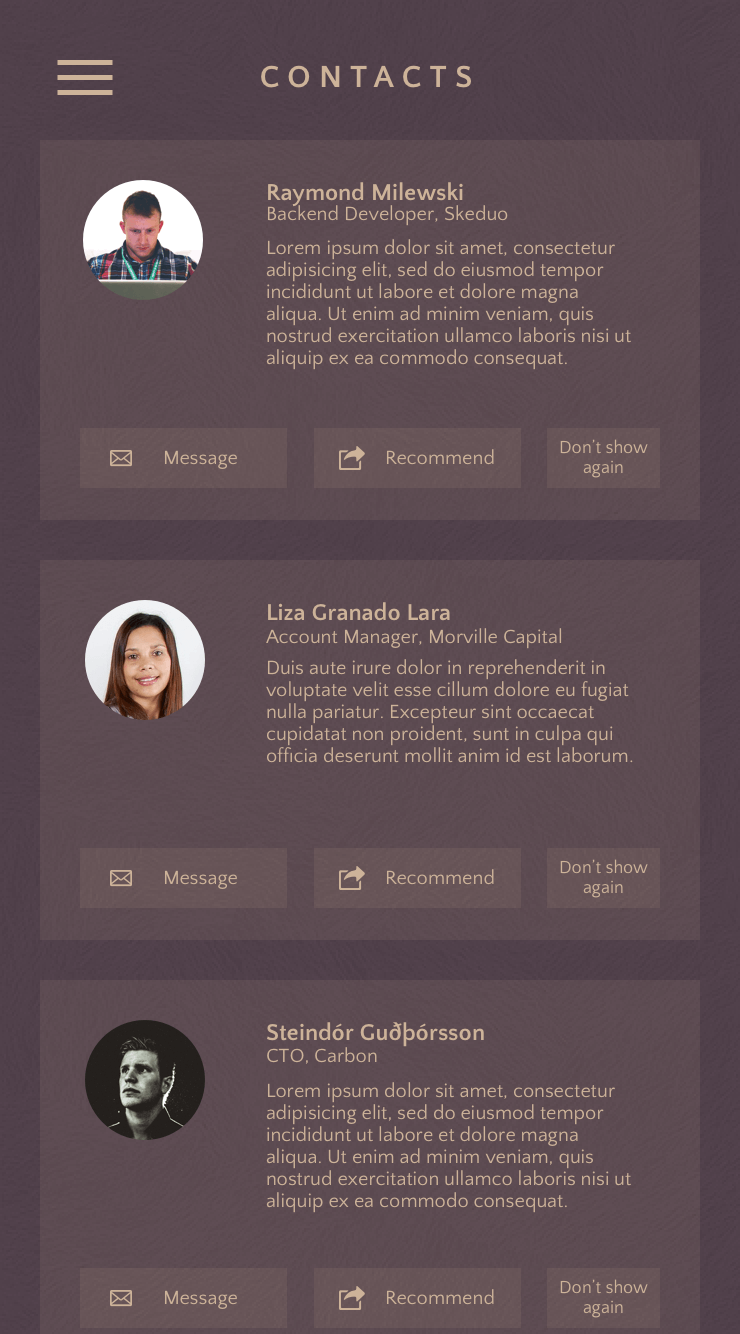 CONTACTS
Raymond Milewski
Backend Developer, Skeduo
Lorem ipsum dolor sit amet, consectetur
adipisicing elit, sed do eiusmod tempor
incididunt ut labore et dolore magna
aliqua. Ut enim ad minim veniam, quis
nostrud exercitation ullamco laboris nisi ut
aliquip ex ea commodo consequat.
Message
Recommend
Don't show
again
Liza Granado Lara
Account Manager, Morville Capital
Duis aute irure dolor in reprehenderit in
voluptate velit esse cillum dolore eu fugiat
nulla pariatur. Excepteur sint occaecat
cupidatat non proident, sunt in culpa qui
officia deserunt mollit anim id est laborum.
Message
Recommend
Don't show
again
Steindór Guðþórsson
CTO, Carbon
Lorem ipsum dolor sit amet, consectetur
adipisicing elit, sed do eiusmod tempor
incididunt ut labore et dolore magna
aliqua. Ut enim ad minim veniam, quis
nostrud exercitation ullamco laboris nisi ut
aliquip ex ea commodo consequat.
Message
Recommend
Don't show
again